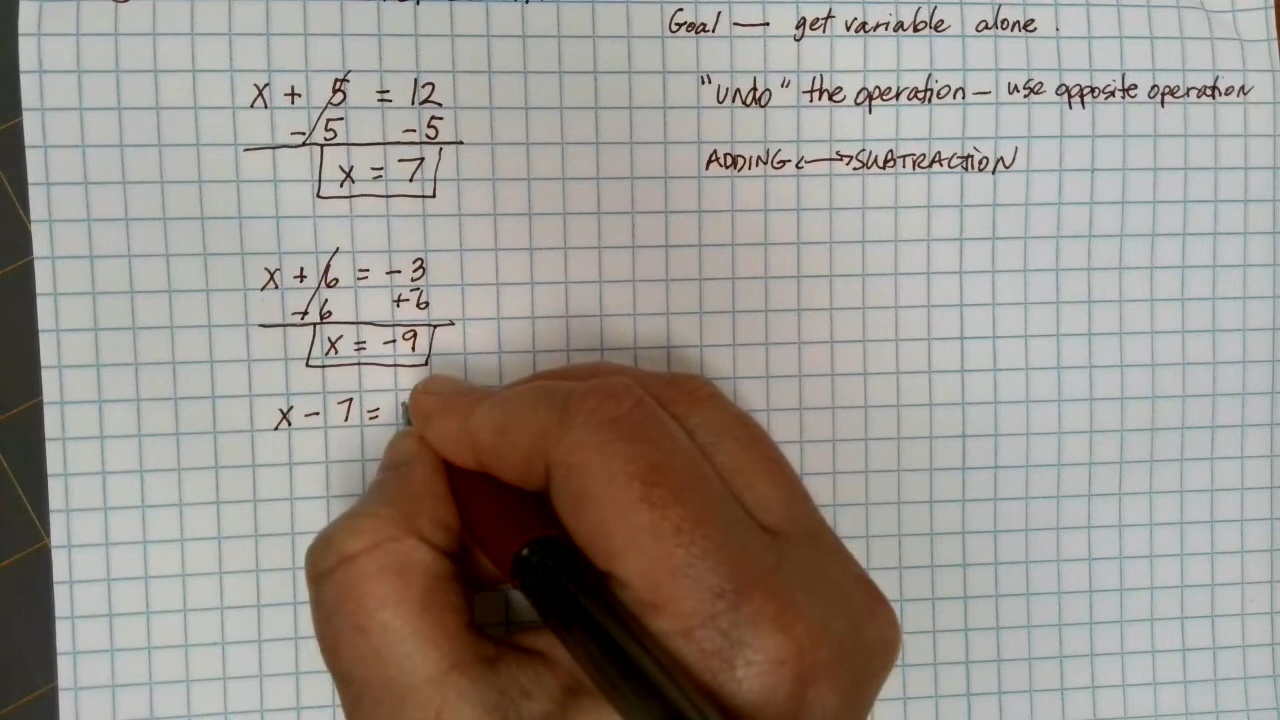 Goal — get variable alone.
x + 5 = 12
- 5 - 5
x = 7
"undo" the operation - use opposite operation
ADDING <-> SUBTRACTION
x + 6 = - 3
+ 6 + 6
x = - 9
x - 7 =